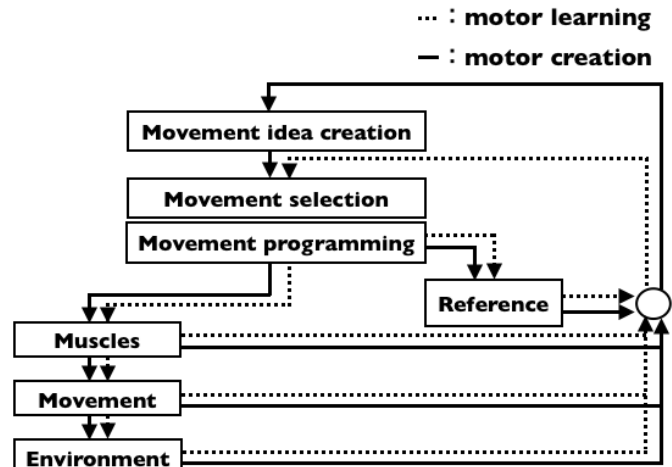 ··· : motor learning
— : motor creation
Movement idea creation
Movement selection
Movement programming
Reference
Muscles
Movement
Environment